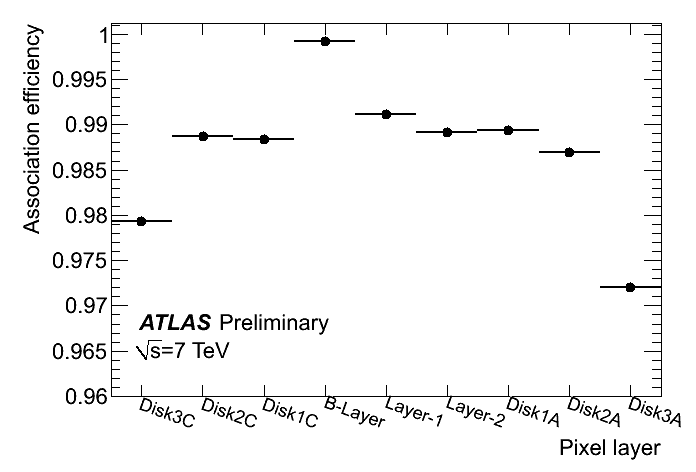 Association efficiency
1
0.995
0.99
0.985
0.98
0.975
0.97
0.965
0.96
ATLAS Preliminary
√s=7 TeV
Disk3C Disk2C Disk1C B-Layer Layer-1 Layer-2 Disk1A Disk2A Disk3A
Pixel layer